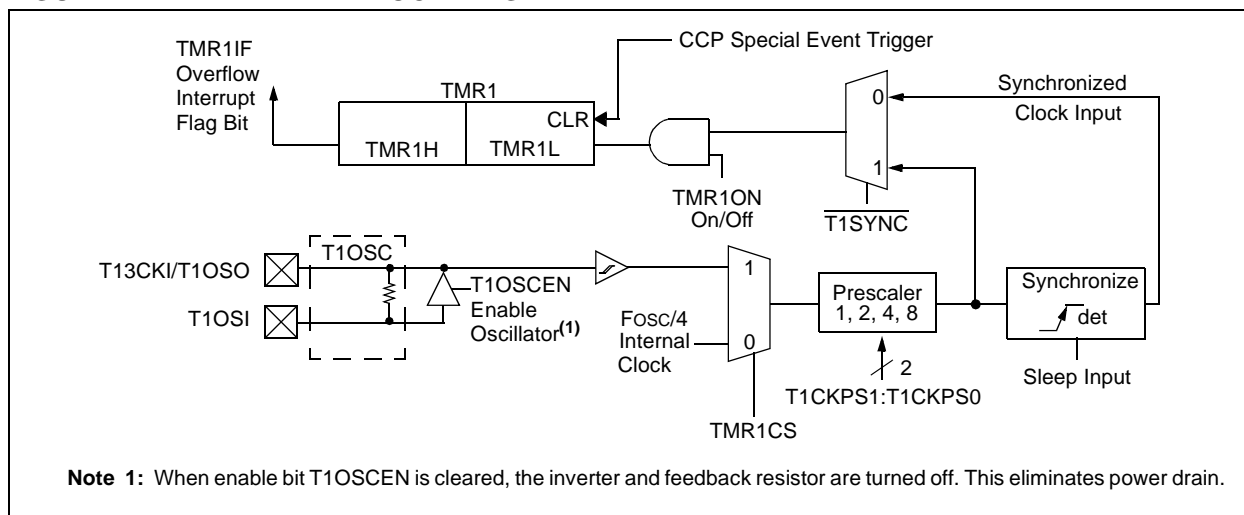 TMR1IF
Overflow
Interrupt
Flag Bit
TMR1
CCP Special Event Trigger
CLR
TMR1H
TMR1L
TMR1ON
On/Off
0
1
T1SYNC
Synchronized
Clock Input
T13CKI/T1OSO
T1OSI
T1OSC
T1OSCEN
Enable
Oscillator(1)
FOSC/4
Internal
Clock
1
0
TMR1CS
Prescaler
1, 2, 4, 8
2
T1CKPS1:T1CKPS0
Synchronize
det
Sleep Input
Note 1: When enable bit T1OSCEN is cleared, the inverter and feedback resistor are turned off. This eliminates power drain.